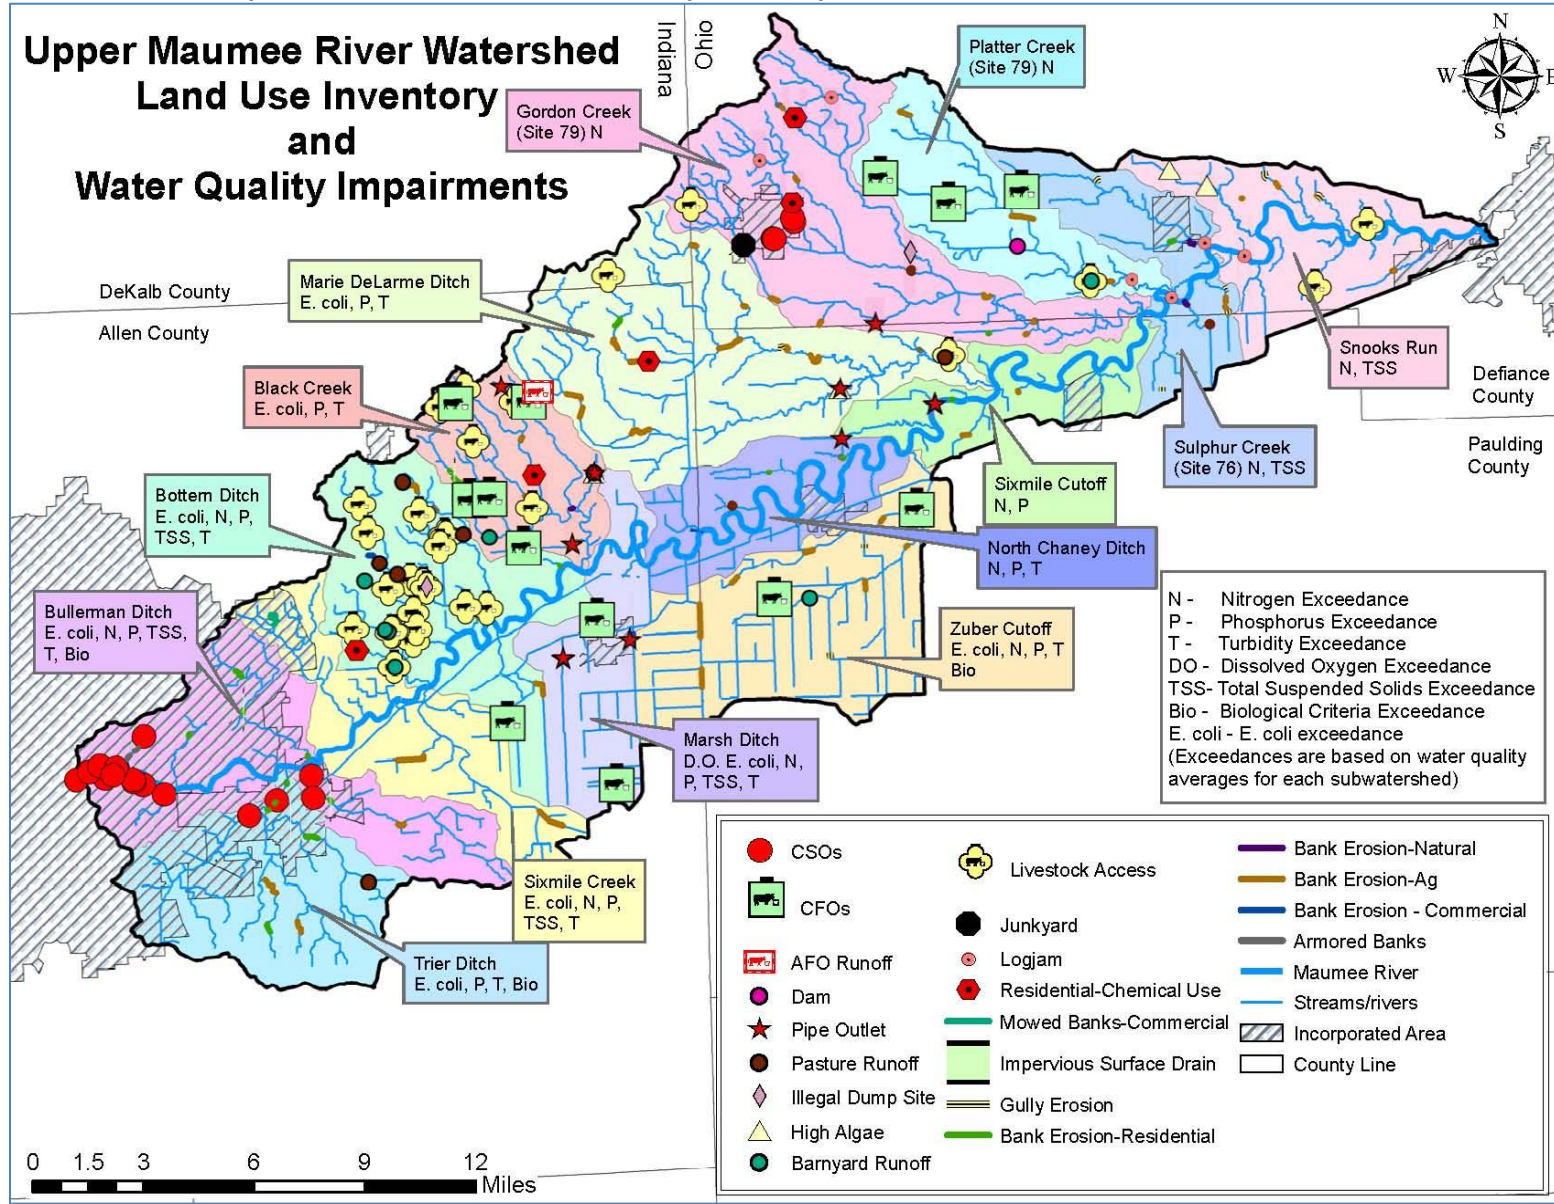 Upper Maumee River Watershed
Land Use Inventory
and
Water Quality Impairments
Indiana
Ohio
N
W
E
S
Platter Creek
(Site 79) N
Gordon Creek
(Site 79) N
Marie DeLarme Ditch
E. coli, P, T
DeKalb County
Allen County
Black Creek
E. coli, P, T
Snooks Run
N, TSS
Defiance
County
Paulding
County
Sulphur Creek
(Site 76) N, TSS
Sixmile Cutoff
N, P
Bottern Ditch
E. coli, N, P,
TSS, T
North Chaney Ditch
N, P, T
Bullerman Ditch
E. coli, N, P, TSS,
T, Bio
Zuber Cutoff
E. coli, N, P, T
Bio
Marsh Ditch
D.O. E. coli, N,
P, TSS, T
Sixmile Creek
E. coli, N, P,
TSS, T
Trier Ditch
E. coli, P, T, Bio
N - Nitrogen Exceedance
P - Phosphorus Exceedance
T - Turbidity Exceedance
DO - Dissolved Oxygen Exceedance
TSS- Total Suspended Solids Exceedance
Bio - Biological Criteria Exceedance
E. coli - E. coli exceedance
(Exceedances are based on water quality
averages for each subwatershed)
CSOs
CFOs
AFO Runoff
Dam
Pipe Outlet
Pasture Runoff
Illegal Dump Site
High Algae
Barnyard Runoff
Livestock Access
Junkyard
Logjam
Residential-Chemical Use
Mowed Banks-Commercial
Impervious Surface Drain
Gully Erosion
Bank Erosion-Residential
Bank Erosion-Natural
Bank Erosion-Ag
Bank Erosion - Commercial
Armored Banks
Maumee River
Streams/rivers
Incorporated Area
County Line
0 1.5 3 6 9 12
Miles